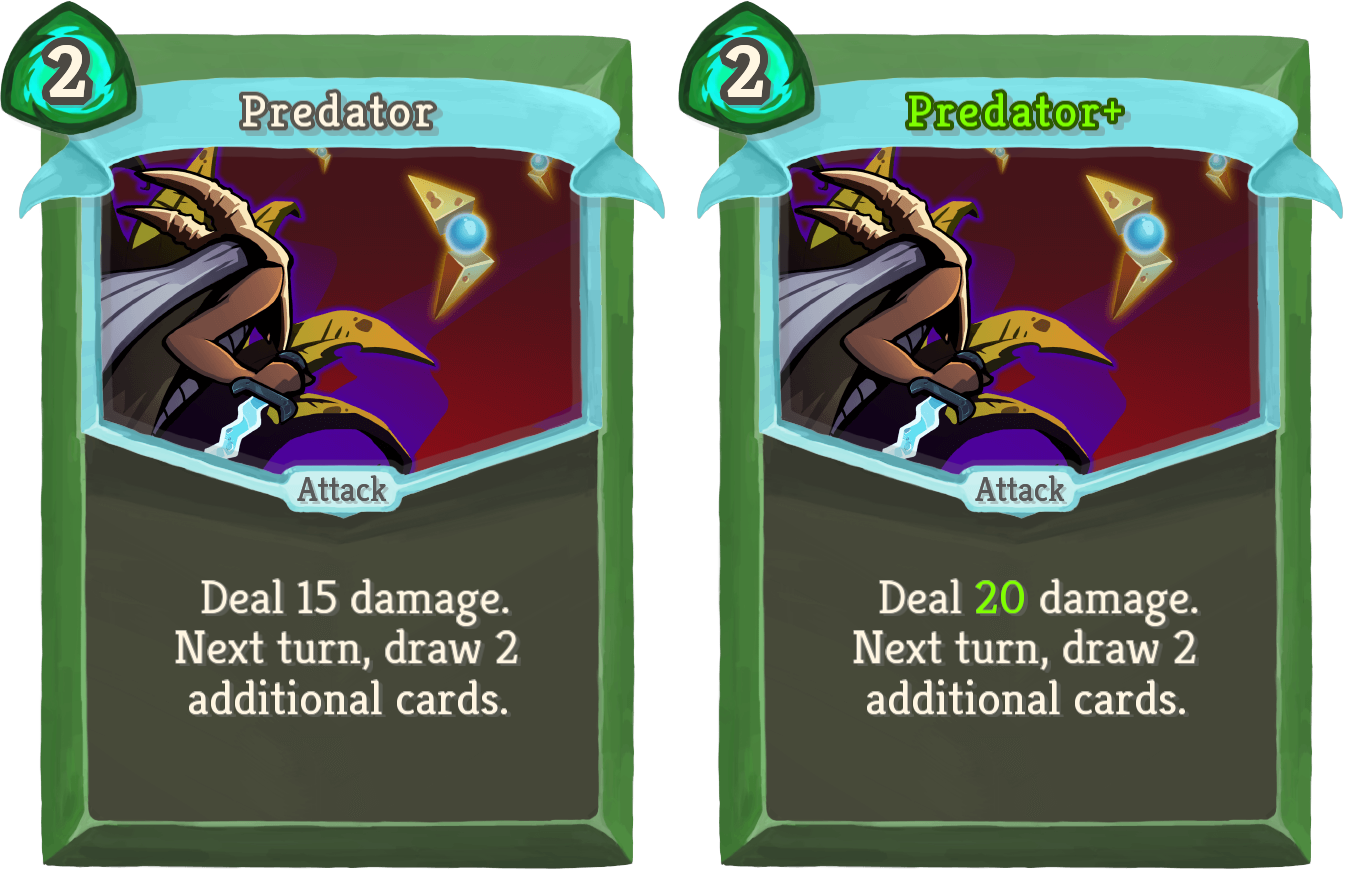 2
Predator
Attack
Deal 15 damage.
Next turn, draw 2
additional cards.
2
Predator+
Attack
Deal 20 damage.
Next turn, draw 2
additional cards.